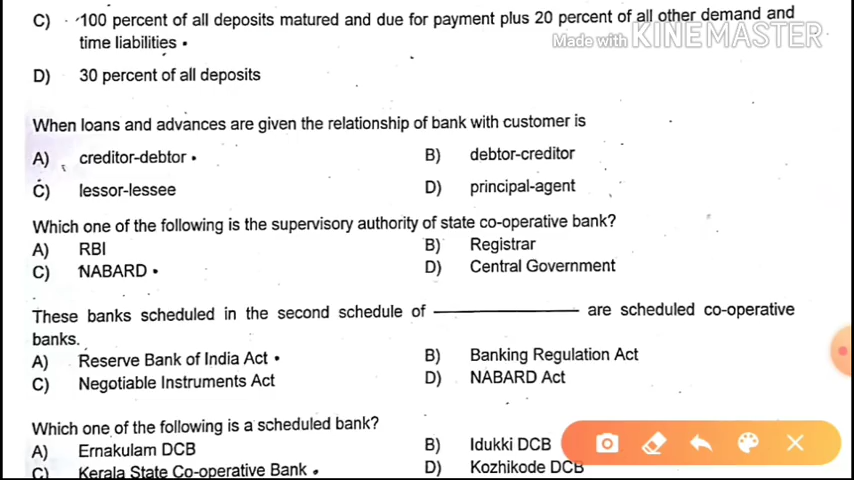 C) 100 percent of all deposits matured and due for payment plus 20 percent of all other demand and
time liabilities •
Made with KINEMASTER
D) 30 percent of all deposits
When loans and advances are given the relationship of bank with customer is
A) creditor-debtor • B) debtor-creditor
C) lessor-lessee D) principal-agent
Which one of the following is the supervisory authority of state co-operative bank?
A) RBI B) Registrar
C) NABARD • D) Central Government
These banks scheduled in the second schedule of ____________ are scheduled co-operative
banks.
A) Reserve Bank of India Act • B) Banking Regulation Act
C) Negotiable Instruments Act D) NABARD Act
Which one of the following is a scheduled bank?
A) Ernakulam DCB B) Idukki DCB
C) Kerala State Co-operative Bank • D) Kozhikode DCB